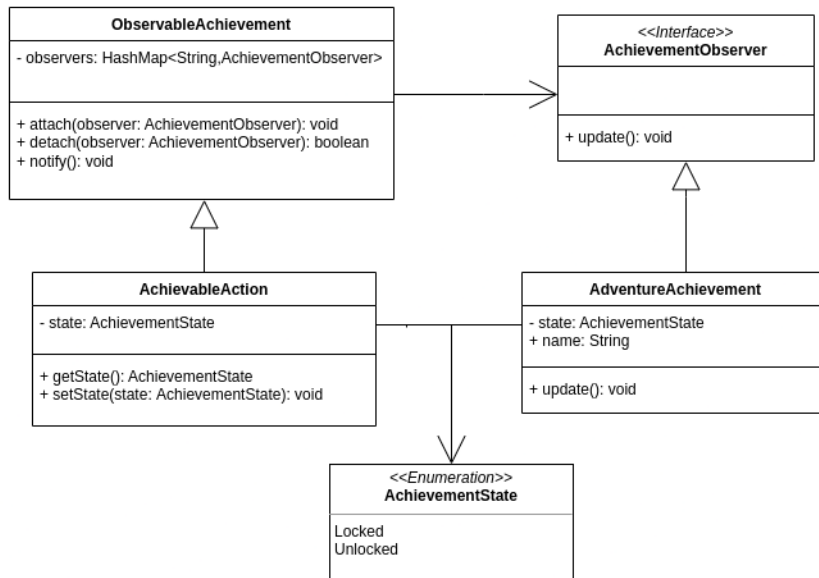 ObservableAchievement
- observers: HashMap<String,AchievementObserver>
+ attach(observer: AchievementObserver): void
+ detach(observer: AchievementObserver): boolean
+ notify(): void
<<Interface>>
AchievementObserver
+ update(): void
AchievableAction
- state: AchievementState
+ getState(): AchievementState
+ setState(state: AchievementState): void
AdventureAchievement
- state: AchievementState
+ name: String
+ update(): void
<<Enumeration>>
AchievementState
Locked
Unlocked